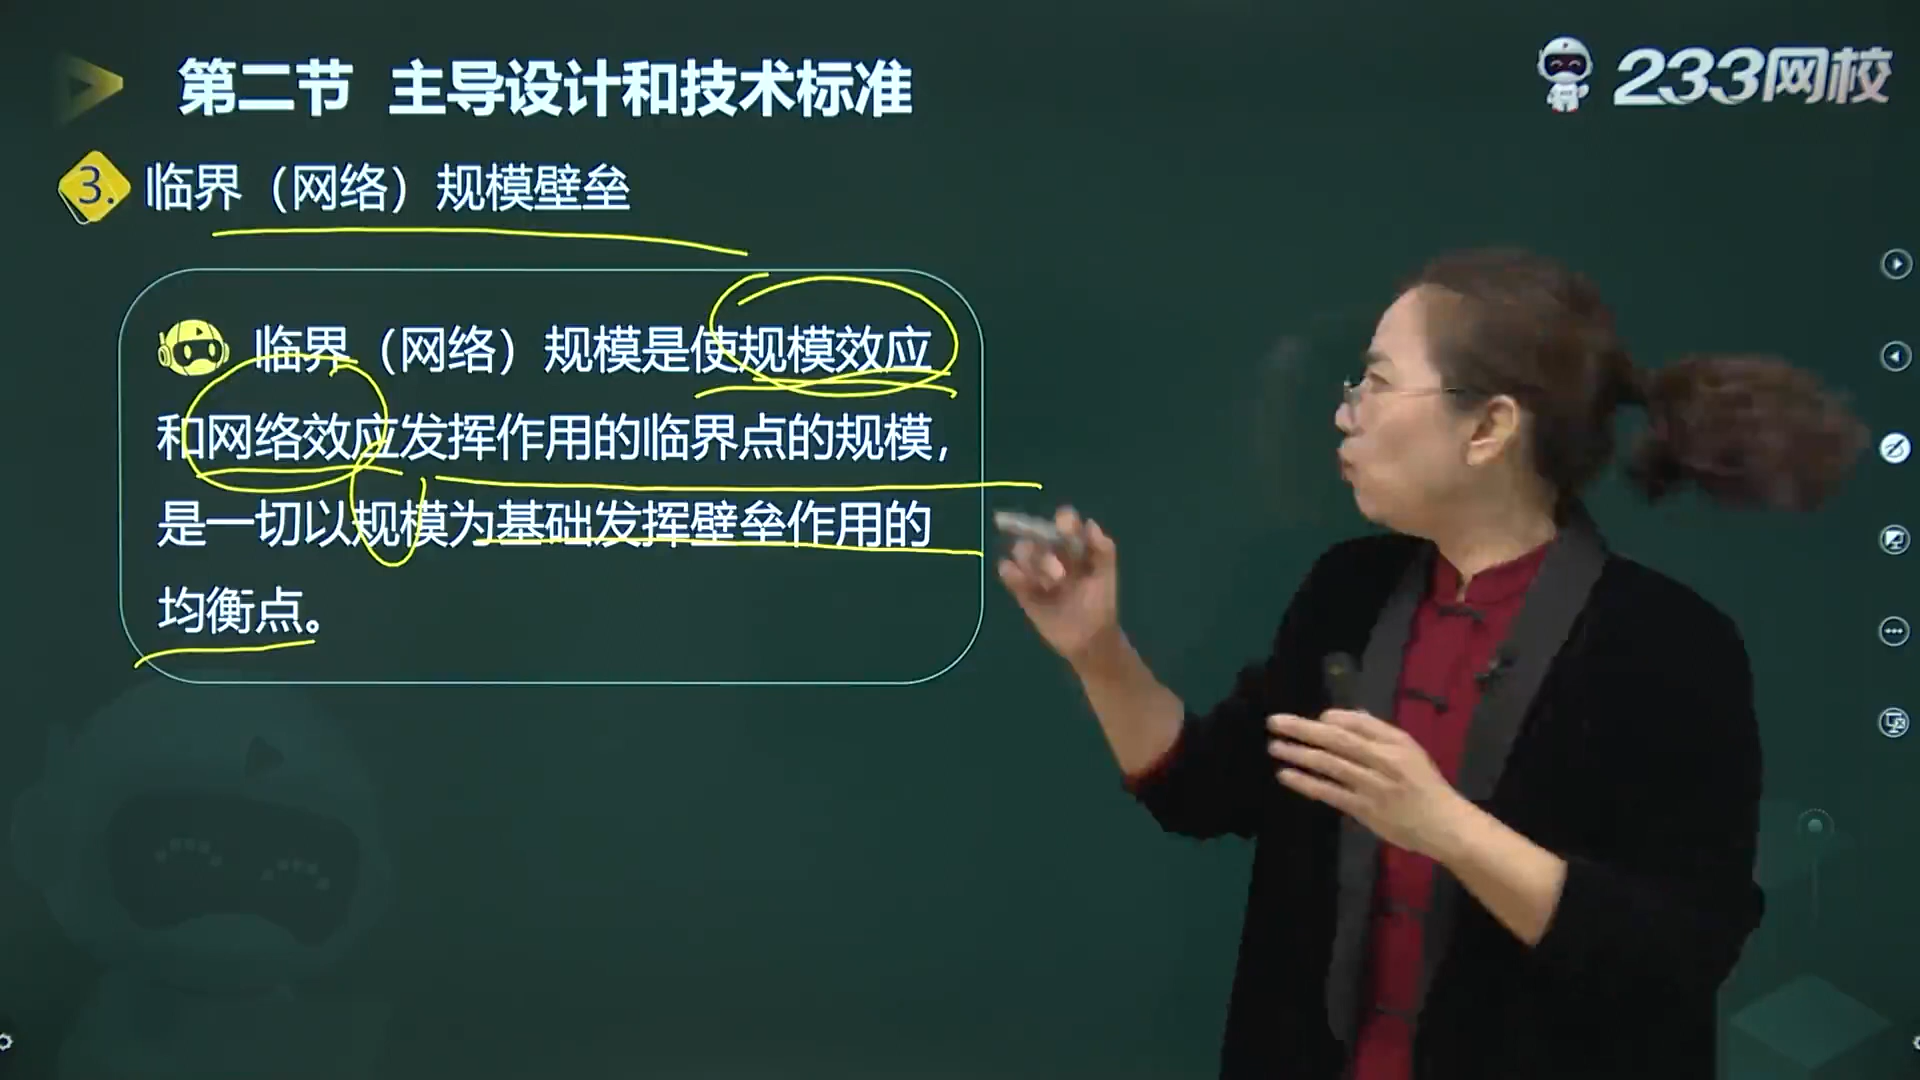 第二节 主导设计和技术标准
233网校
3. 临界（网络）规模壁垒
临界（网络）规模是使规模效应
和网络效应发挥作用的临界点的规模，
是一切以规模为基础发挥壁垒作用的
均衡点。